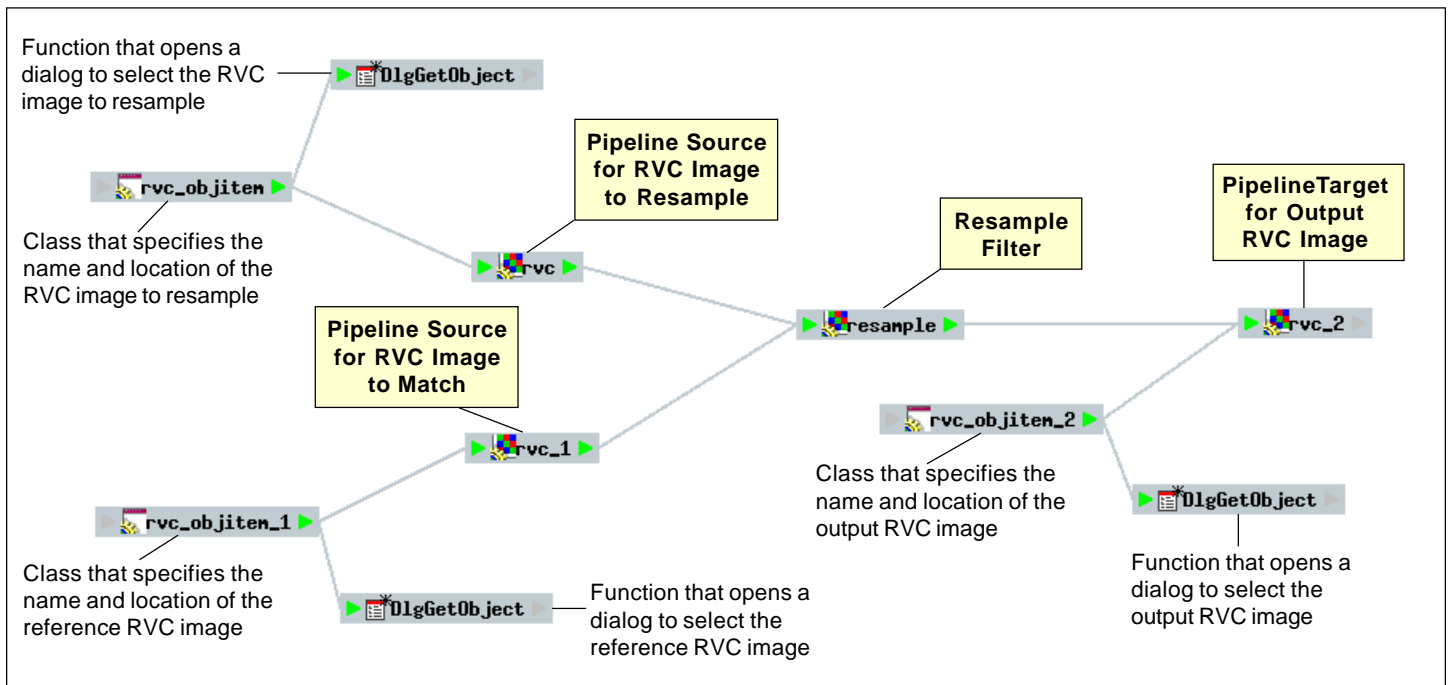 Function that opens a
dialog to select the RVC
image to resample
DlgGetObject
Pipeline Source
for RVC Image
to Resample
rvc_objitem
PipelineTarget
for Output
RVC Image
Resample
Filter
Class that specifies the
name and location of the
RVC image to resample
rvc
Pipeline Source
for RVC Image
to Match
resample
rvc_2
rvc_1
rvc_objitem_2
Class that specifies the
name and location of the
output RVC image
DlgGetObject
rvc_objitem_1
Function that opens a
dialog to select the
output RVC image
Class that specifies the
name and location of the
reference RVC image
DlgGetObject
Function that opens a
dialog to select the
reference RVC image